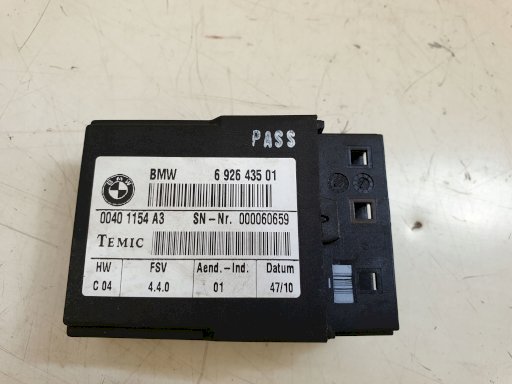 PASS
BMW 6 926 435 01
0040 1154 A3 SN-Nr. 000060659
TEMIC
HW FSV Aend.-Ind. Datum
C 04 4.4.0 01 47/10